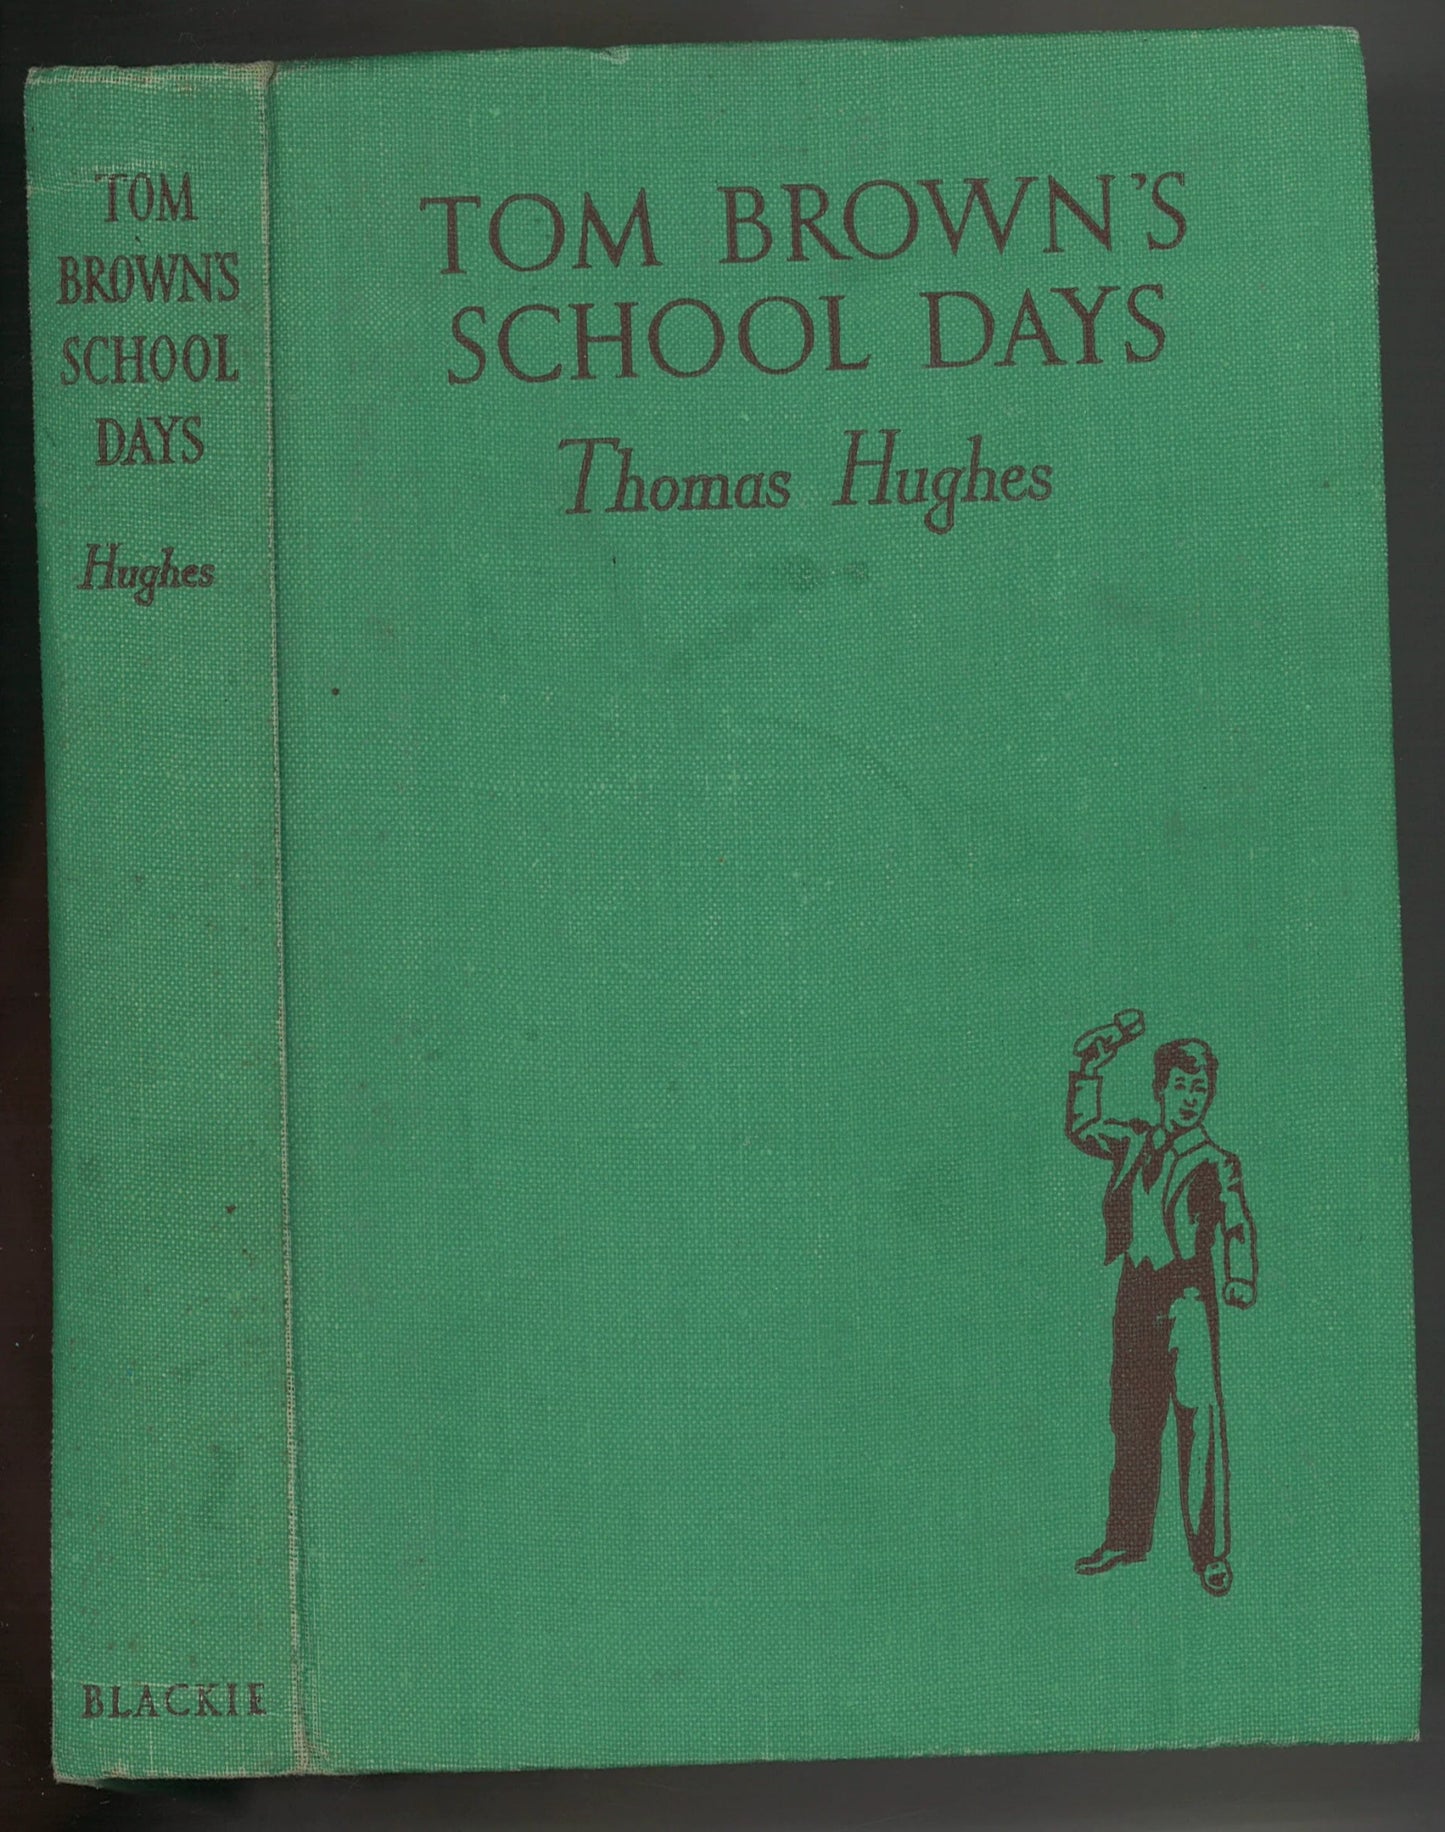 TOM
BROWN'S
SCHOOL
DAYS
Hughes
BLACKIE
TOM BROWN'S
SCHOOL DAYS
Thomas Hughes